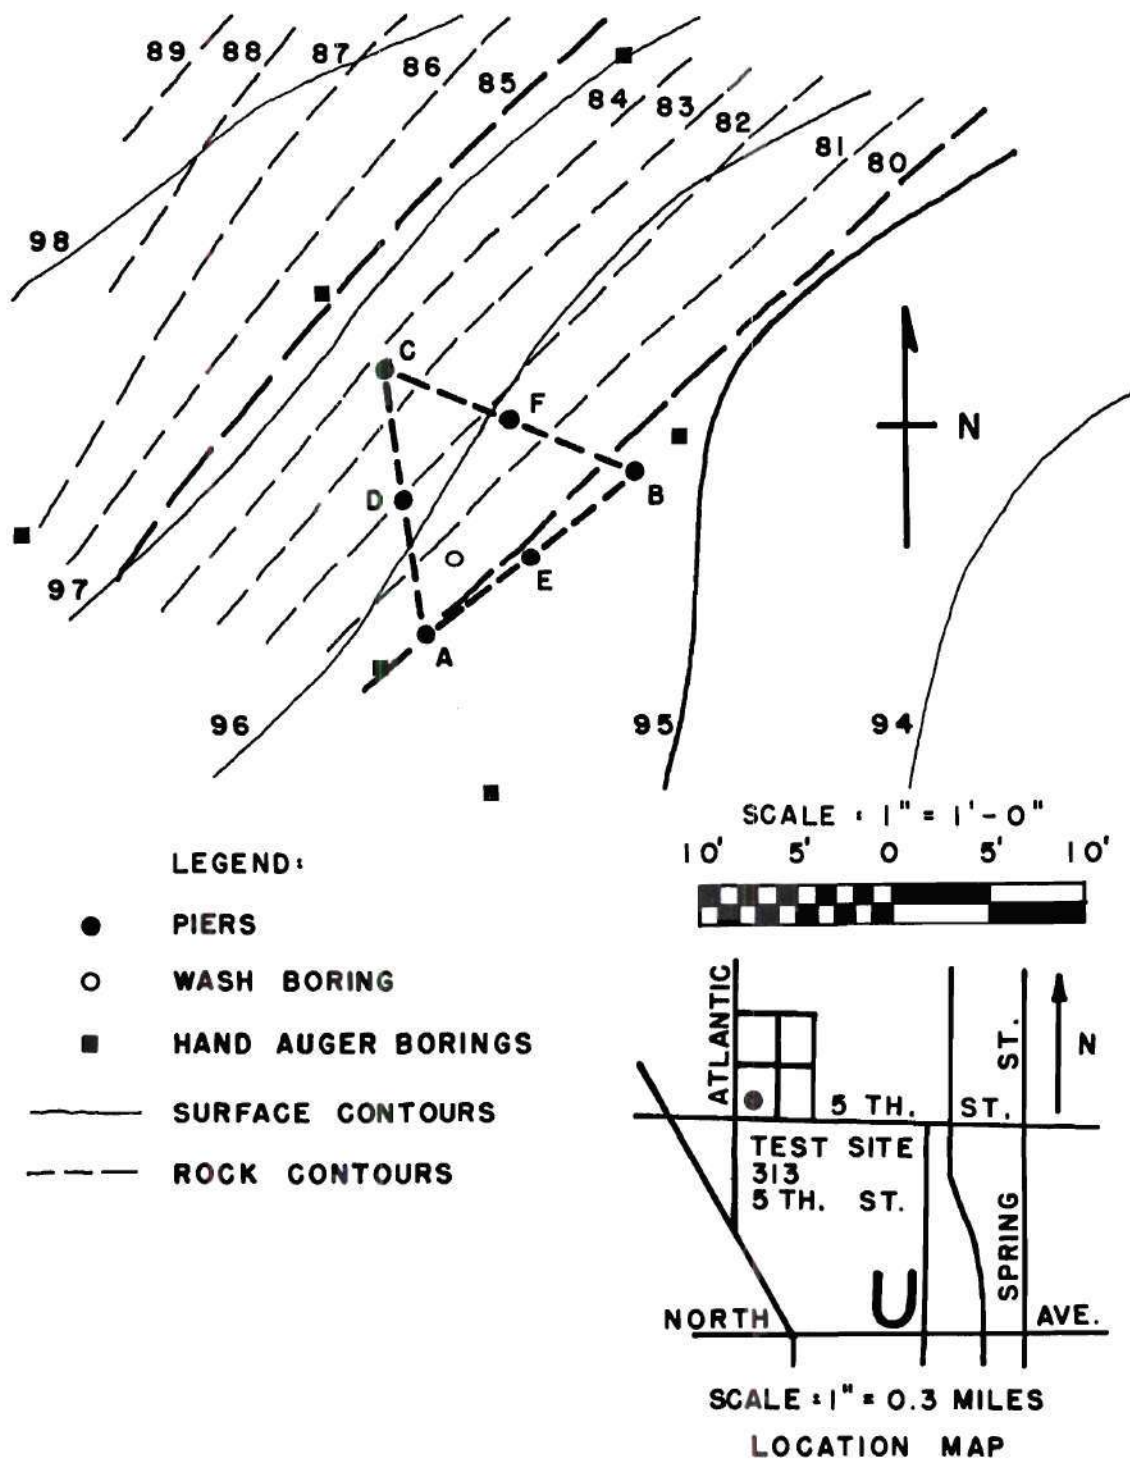 89
88
87
86
85
84
83
82
81
80
98
C
F
N
D
B
E
97
A
96
95
94
SCALE : 1" = 1'-0"
10' 5' 0 5' 10'
LEGEND:
PIERS
WASH BORING
HAND AUGER BORINGS
SURFACE CONTOURS
ROCK CONTOURS
ATLANTIC
ST.
N
5 TH. ST.
TEST SITE
313
5 TH. ST.
SPRING
U
NORTH AVE.
SCALE : 1" = 0.3 MILES
LOCATION MAP